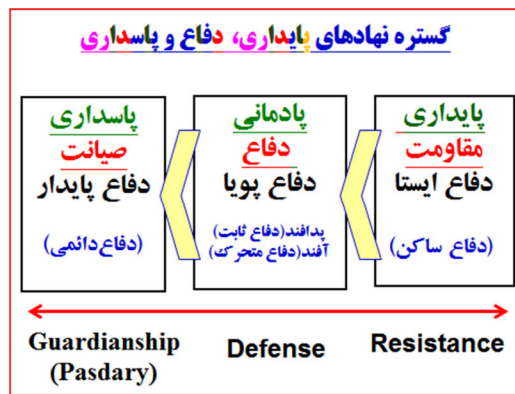 گستره نهادهای پایداری، دفاع و پاسداری
پایداری
مقاومت
دفاع ایستا
(دفاع ساکن)
پادمانی
دفاع
دفاع پویا
پدافند(دفاع ثابت)
آفند(دفاع متحرک)
پاسداری
صیانت
دفاع پایدار
(دفاع‌دائمی)
Guardianship
(Pasdary)
Defense
Resistance